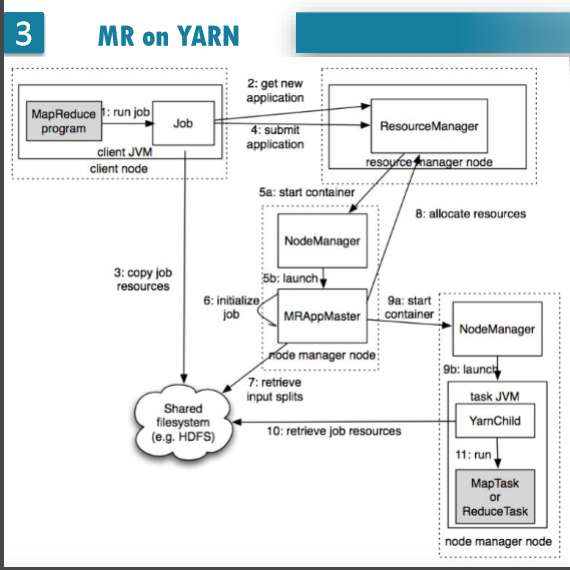 3
MR on YARN
MapReduce
program
1: run job
Job
client JVM
client node
2: get new
application
4: submit
application
ResourceManager
resource manager node
5a: start container
8: allocate resources
NodeManager
3: copy job
resources
5b: launch
6: initialize
job
MRAppMaster
9a: start
container
NodeManager
node manager node
9b: launch
7: retrieve
input splits
task JVM
Shared
filesystem
(e.g. HDFS)
YarnChild
10: retrieve job resources
11: run
MapTask
or
ReduceTask
node manager node